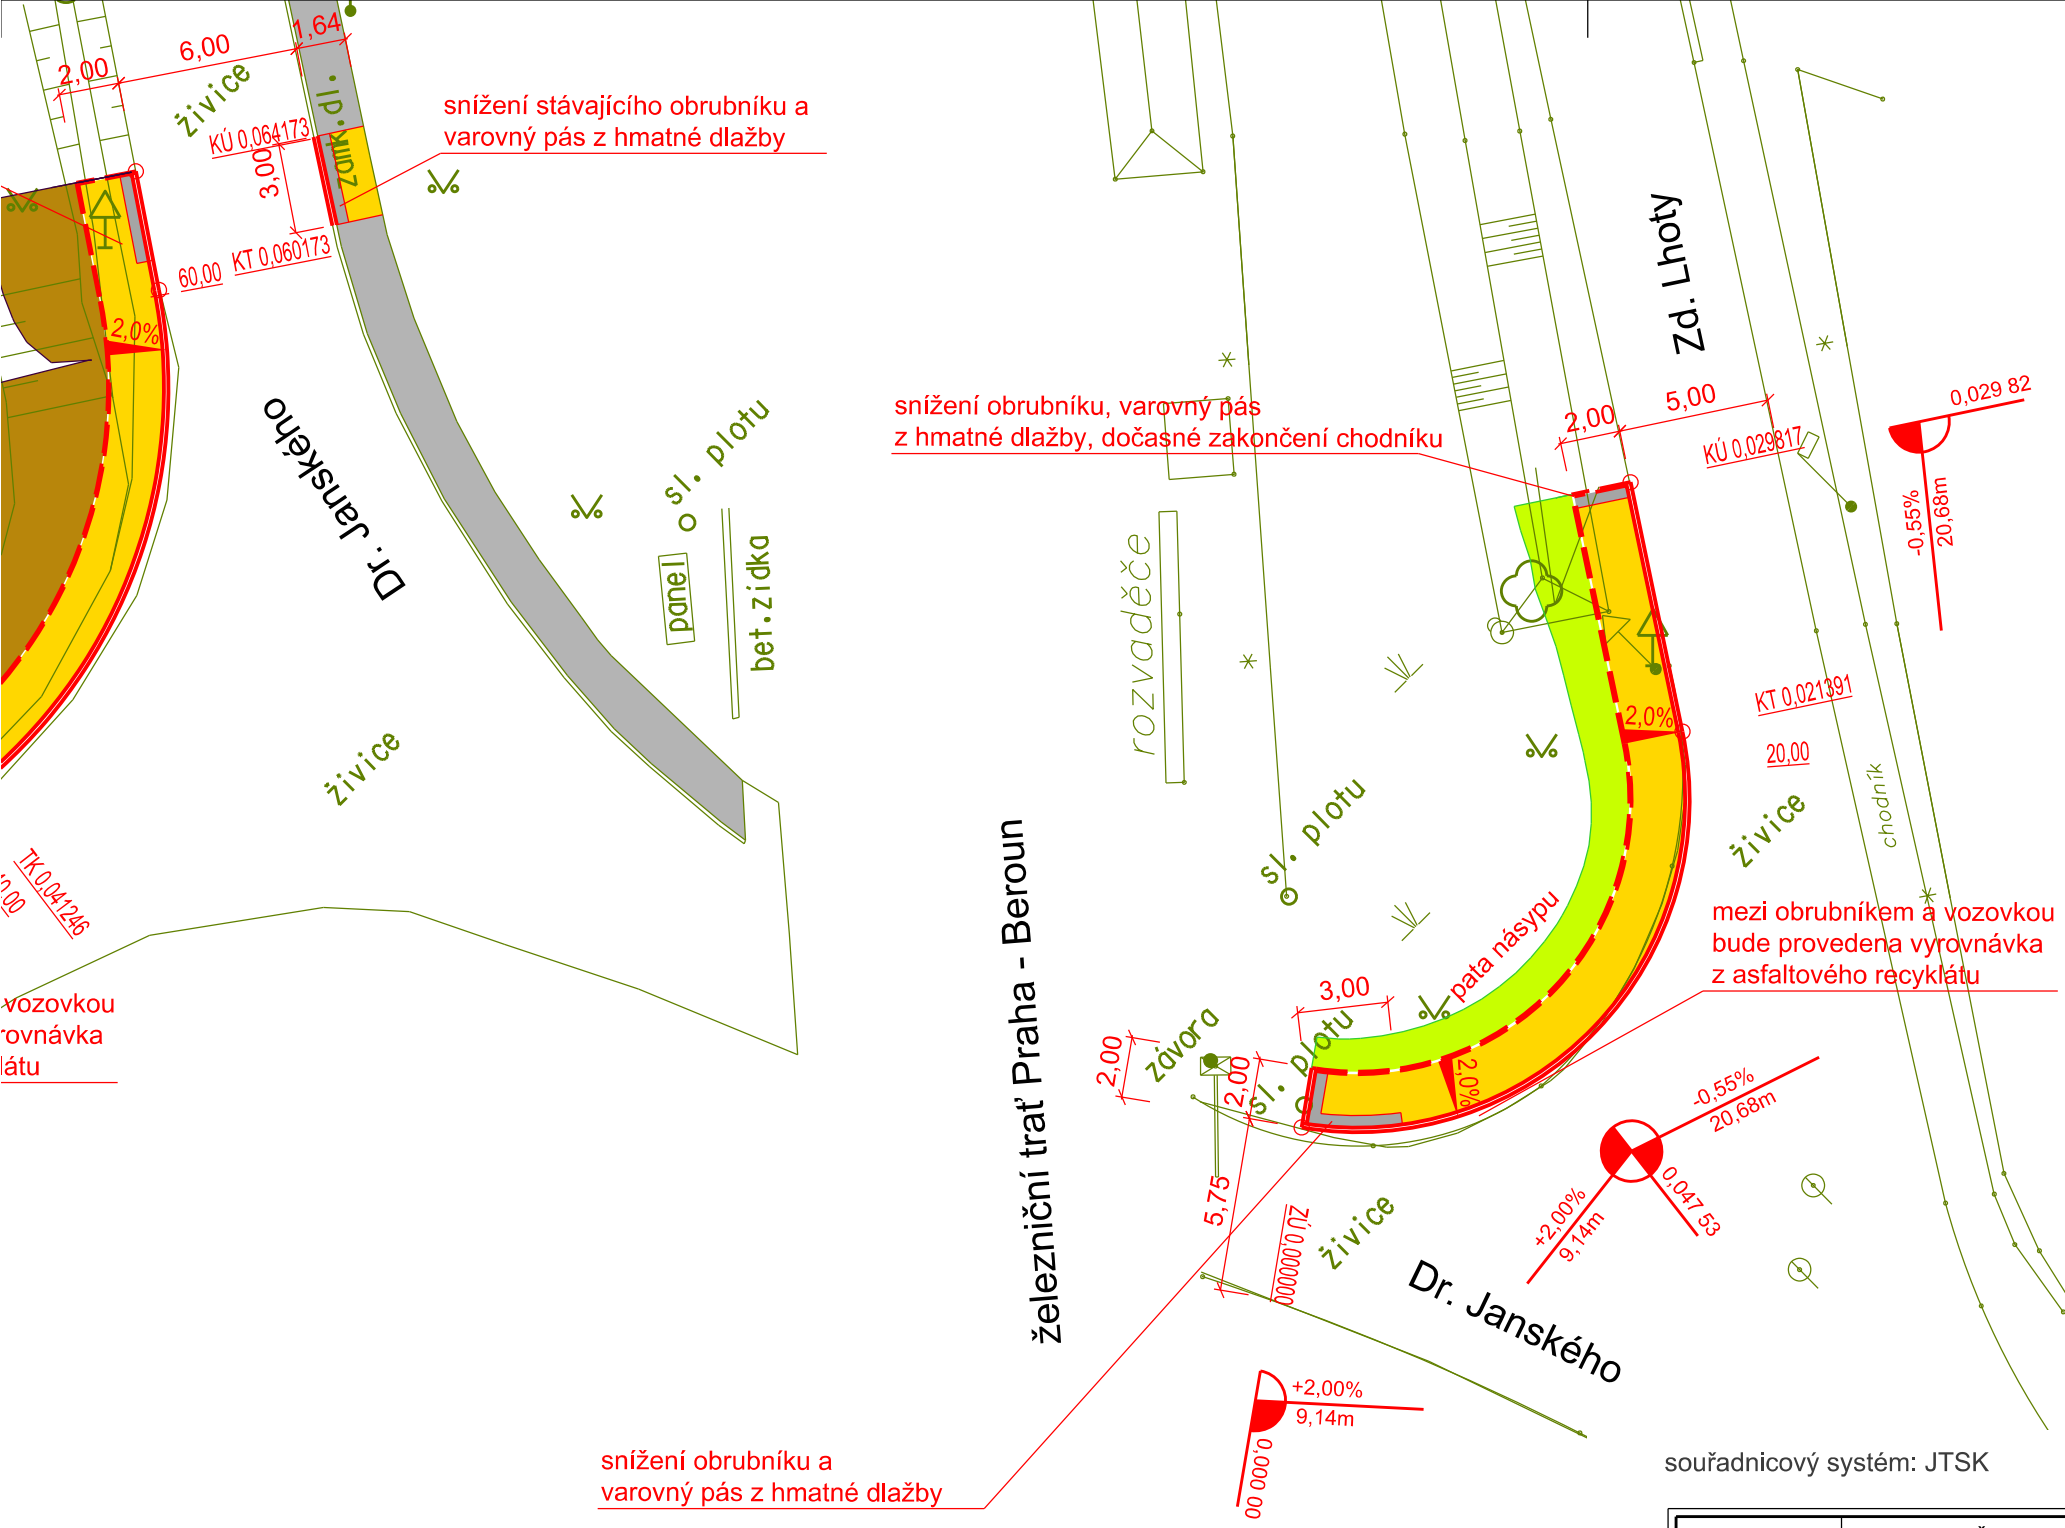 1,64
6,00
2,00
živice
zámk.dl.
snížení stávajícího obrubníku a
varovný pás z hmatné dlažby
KÚ 0,064173
3,00
KT 0,060173
60,00
2,0%
Dr. Janského
sl. plotu
panel
bet.zídka
živice
TK 0,041246
vozovkou
rovnávka
látu
Zd. Lhoty
snížení obrubníku, varovný pás
z hmatné dlažby, dočasné zakončení chodníku
2,00
5,00
KÚ 0,029817
0,029 82
-0,55%
20,68m
rozvaděče
KT 0,021391
2,0%
20,00
chodník
živice
sl. plotu
železniční trať Praha - Beroun
pata násypu
mezi obrubníkem a vozovkou
bude provedena vyrovnávka
z asfaltového recyklátu
3,00
2,00
závora
2,00
sl. plotu
2,0%
-0,55%
20,68m
0,047 53
+2,00%
9,14m
5,75
ZÚ 0,000000
živice
Dr. Janského
+2,00%
9,14m
0,000 00
snížení obrubníku a
varovný pás z hmatné dlažby
souřadnicový systém: JTSK